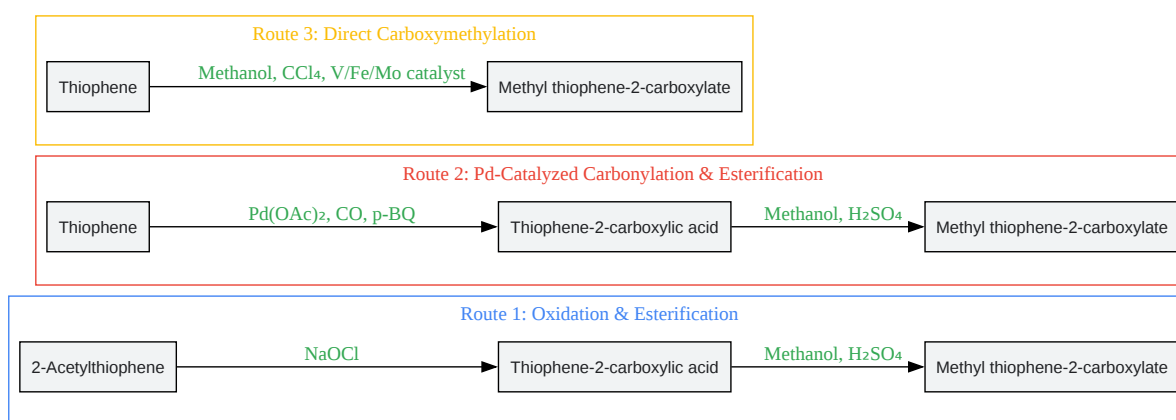 Route 3: Direct Carboxymethylation
Methanol, CCl₄, V/Fe/Mo catalyst
Thiophene
Methyl thiophene-2-carboxylate
Route 2: Pd-Catalyzed Carbonylation & Esterification
Pd(OAc)₂, CO, p-BQ
Methanol, H₂SO₄
Thiophene
Thiophene-2-carboxylic acid
Methyl thiophene-2-carboxylate
Route 1: Oxidation & Esterification
NaOCl
Methanol, H₂SO₄
2-Acetylthiophene
Thiophene-2-carboxylic acid
Methyl thiophene-2-carboxylate